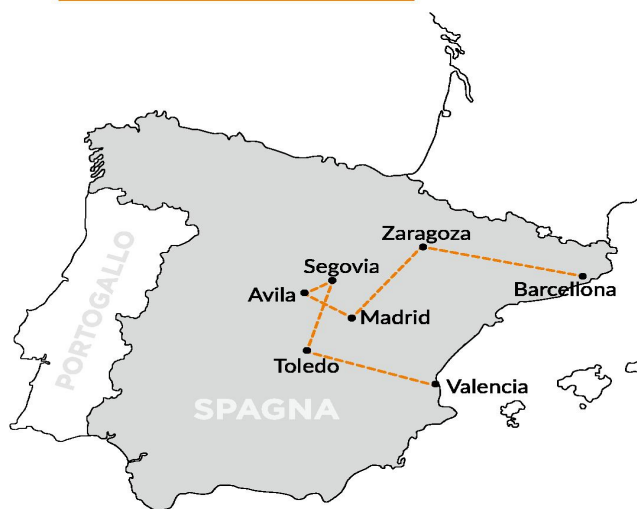 Zaragoza
Segovia
Barcellona
Avila
Madrid
PORTOGALLO
Toledo
Valencia
SPAGNA